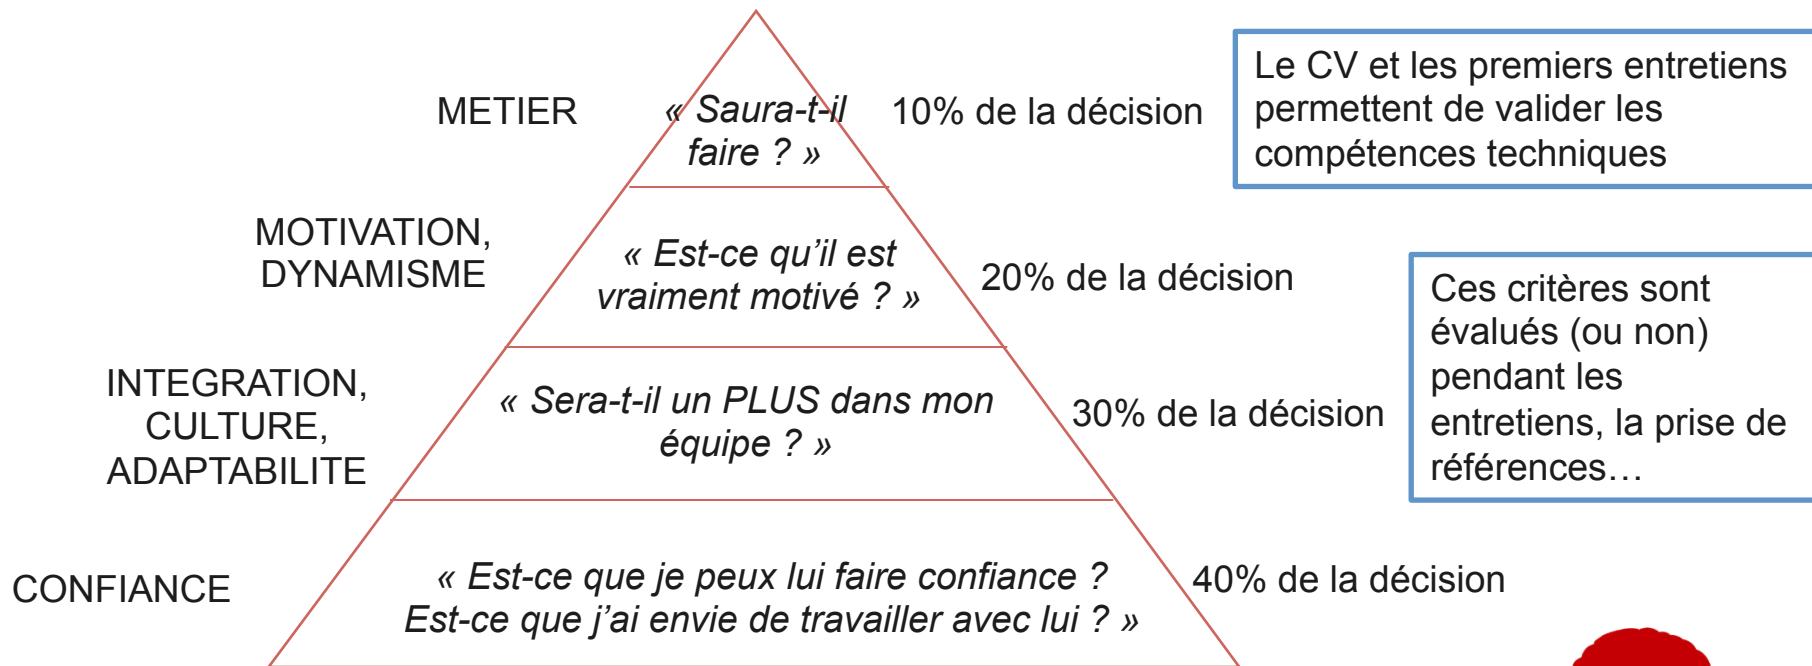 METIER
« Saura-t-il
faire ? »
10% de la décision
Le CV et les premiers entretiens
permettent de valider les
compétences techniques
MOTIVATION,
DYNAMISME
« Est-ce qu’il est
vraiment motivé ? »
20% de la décision
Ces critères sont
évalués (ou non)
pendant les
entretiens, la prise de
références…
INTEGRATION,
CULTURE,
ADAPTABILITE
« Sera-t-il un PLUS dans mon
équipe ? »
30% de la décision
CONFIANCE
« Est-ce que je peux lui faire confiance ?
Est-ce que j’ai envie de travailler avec lui ? »
40% de la décision